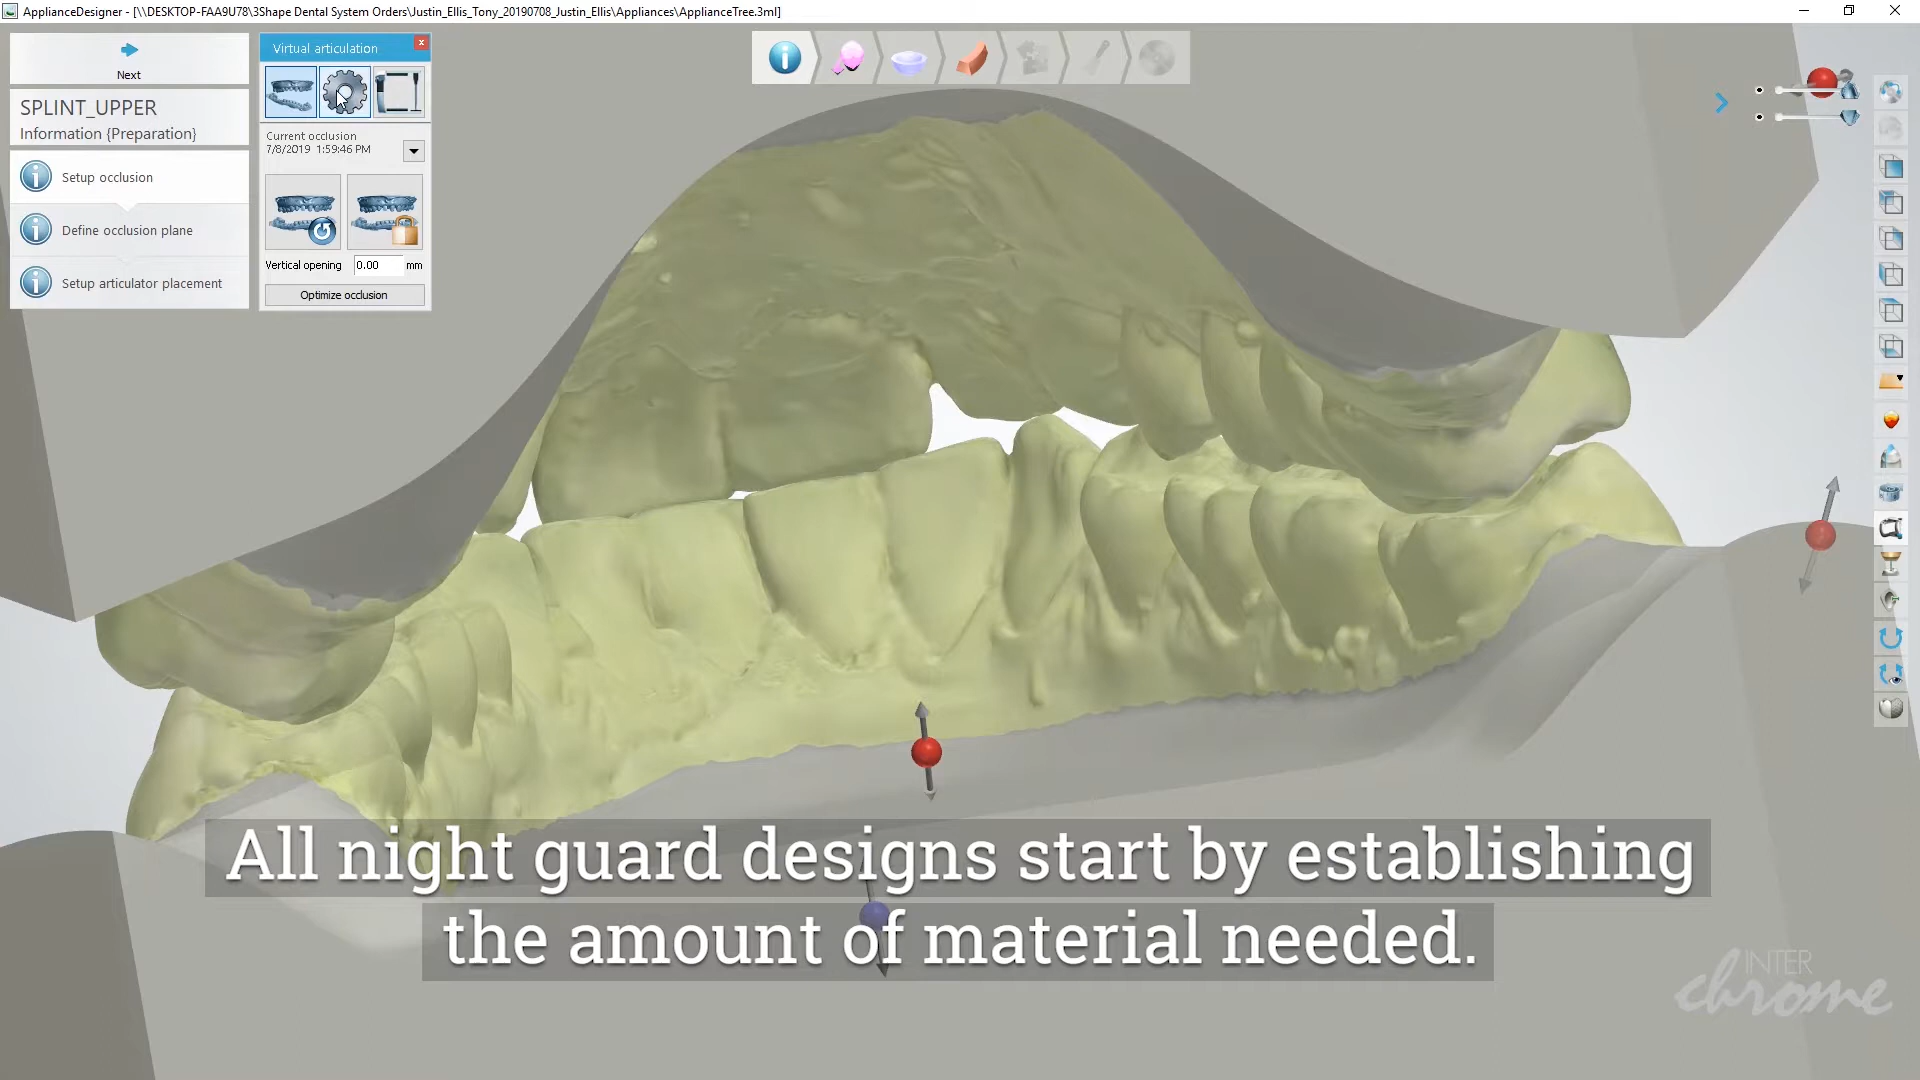 ApplianceDesigner - [\\DESKTOP-FAA9U78\3Shape Dental System Orders\Justin_Ellis_Tony_20190708_Justin_Ellis\Appliances\ApplianceTree.3ml]
Next
SPLINT_UPPER
Information {Preparation}
Setup occlusion
Define occlusion plane
Setup articulator placement
Virtual articulation
Current occlusion
7/8/2019 1:59:46 PM
Vertical opening 0.00 mm
Optimize occlusion
All night guard designs start by establishing
the amount of material needed.
INTER
chrome